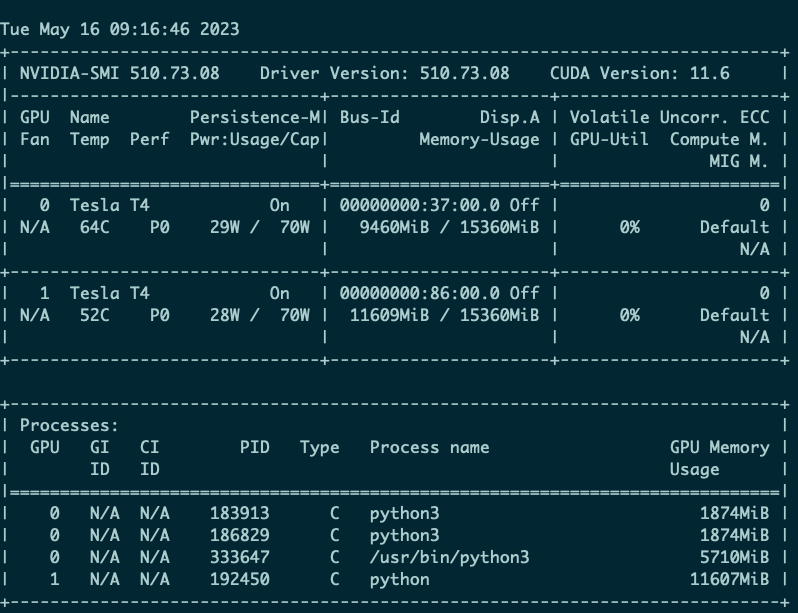 Tue May 16 09:16:46 2023
+-----------------------------------------------------------------------------+
| NVIDIA-SMI 510.73.08    Driver Version: 510.73.08    CUDA Version: 11.6     |
|-------------------------------+----------------------+----------------------+
| GPU  Name        Persistence-M| Bus-Id        Disp.A | Volatile Uncorr. ECC |
| Fan  Temp  Perf  Pwr:Usage/Cap|         Memory-Usage | GPU-Util  Compute M. |
|                               |                      |               MIG M. |
|===============================+======================+======================|
|   0  Tesla T4            On   | 00000000:37:00.0 Off |                    0 |
| N/A   64C    P0    29W /  70W |   9460MiB / 15360MiB |      0%      Default |
|                               |                      |                  N/A |
+-------------------------------+----------------------+----------------------+
|   1  Tesla T4            On   | 00000000:86:00.0 Off |                    0 |
| N/A   52C    P0    28W /  70W |  11609MiB / 15360MiB |      0%      Default |
|                               |                      |                  N/A |
+-------------------------------+----------------------+----------------------+

+-----------------------------------------------------------------------------+
| Processes:                                                                  |
|  GPU   GI   CI        PID   Type   Process name                  GPU Memory |
|        ID   ID                                                   Usage      |
|=============================================================================|
|    0   N/A  N/A    183913      C   python3                          1874MiB |
|    0   N/A  N/A    186829      C   python3                          1874MiB |
|    0   N/A  N/A    333647      C   /usr/bin/python3                 5710MiB |
|    1   N/A  N/A    192450      C   python                          11607MiB |
+-----------------------------------------------------------------------------+